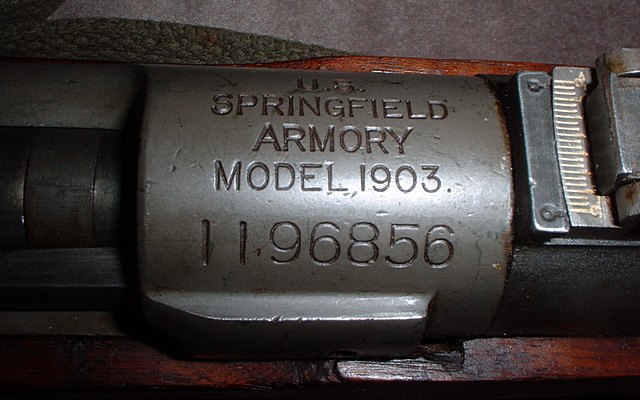 U.S.
SPRINGFIELD
ARMORY
MODEL 1903.
1196856